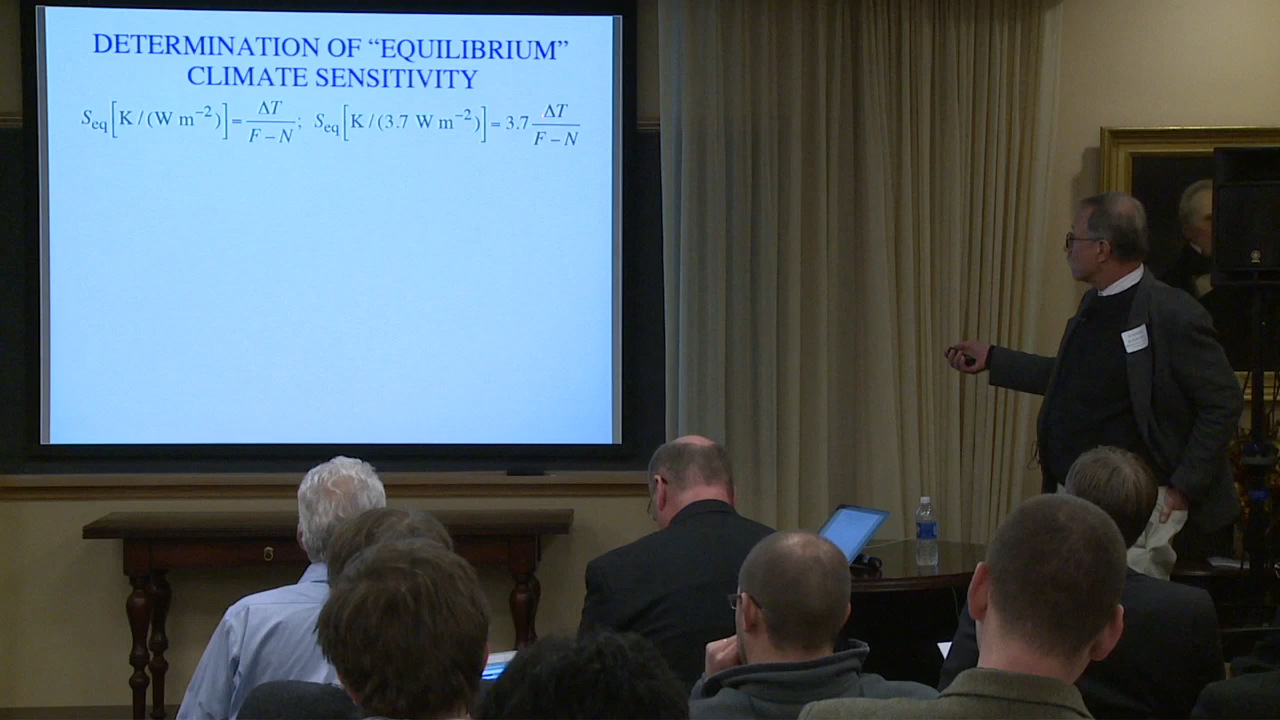 DETERMINATION OF “EQUILIBRIUM”
CLIMATE SENSITIVITY
S_eq[K / (W m⁻²)] = ΔT / (F – N); S_eq[K / (3.7 W m⁻²)] = 3.7 ΔT / (F – N)